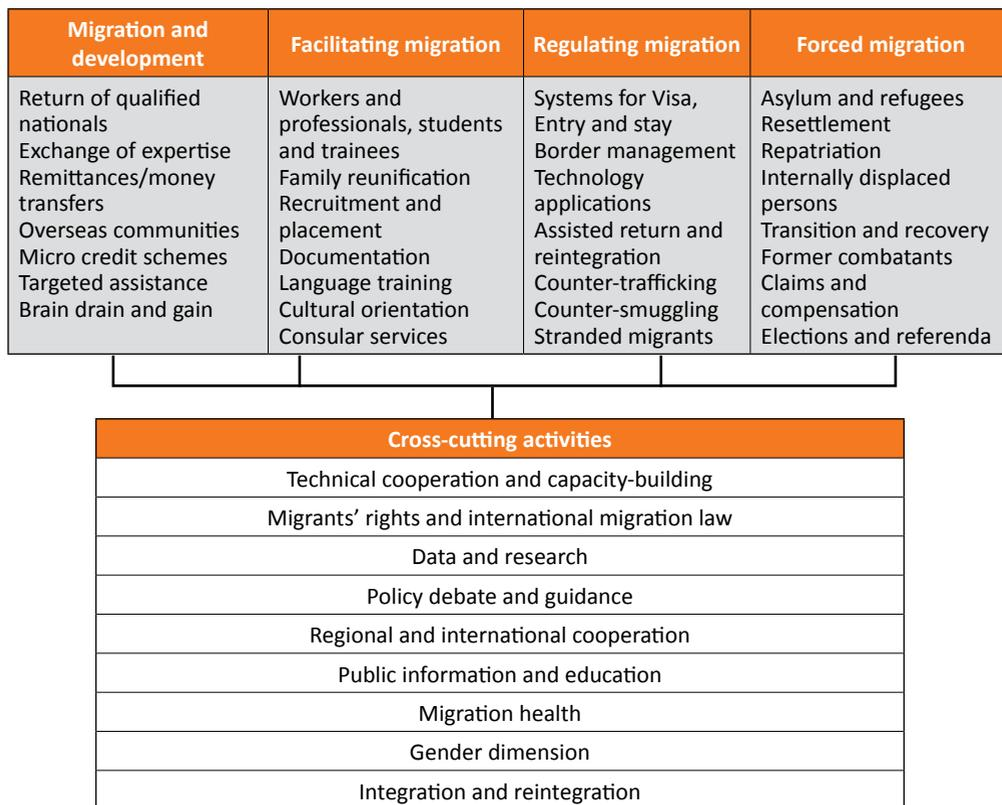 Migration and
development
Return of qualified
nationals
Exchange of expertise
Remittances/money
transfers
Overseas communities
Micro credit schemes
Targeted assistance
Brain drain and gain
Facilitating migration
Workers and
professionals, students
and trainees
Family reunification
Recruitment and
placement
Documentation
Language training
Cultural orientation
Consular services
Regulating migration
Systems for Visa,
Entry and stay
Border management
Technology
applications
Assisted return and
reintegration
Counter-trafficking
Counter-smuggling
Stranded migrants
Forced migration
Asylum and refugees
Resettlement
Repatriation
Internally displaced
persons
Transition and recovery
Former combatants
Claims and
compensation
Elections and referenda
Cross-cutting activities
Technical cooperation and capacity-building
Migrants’ rights and international migration law
Data and research
Policy debate and guidance
Regional and international cooperation
Public information and education
Migration health
Gender dimension
Integration and reintegration